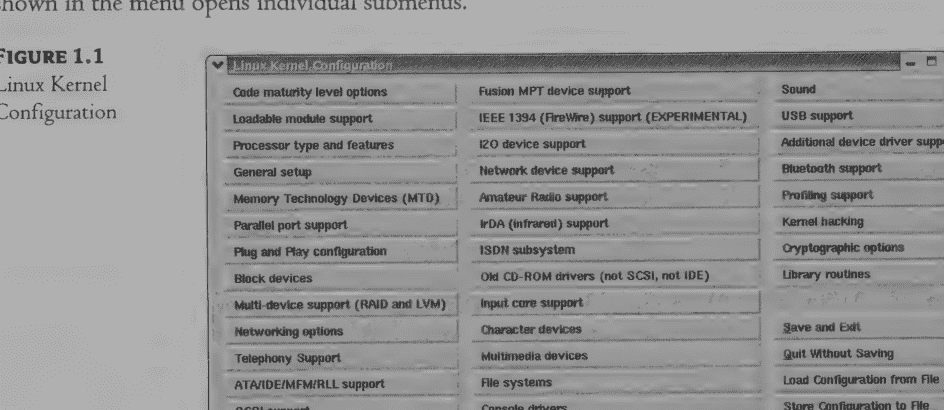 shown in the menu opens individual submenus.
FIGURE 1.1
Linux Kernel
Configuration
Linux Kernel Configuration
Code maturity level options
Loadable module support
Processor type and features
General setup
Memory Technology Devices (MTD)
Parallel port support
Plug and Play configuration
Block devices
Multi-device support (RAID and LVM)
Networking options
Telephony Support
ATA/IDE/MFM/RLL support
SCSI support
Fusion MPT device support
IEEE 1394 (FireWire) support (EXPERIMENTAL)
I2O device support
Network device support
Amateur Radio support
IrDA (infrared) support
ISDN subsystem
Old CD-ROM drivers (not SCSI, not IDE)
Input core support
Character devices
Multimedia devices
File systems
Console drivers
Sound
USB support
Additional device driver supp
Bluetooth support
Profiling support
Kernel hacking
Cryptographic options
Library routines
Save and Exit
Quit Without Saving
Load Configuration from File
Store Configuration to File